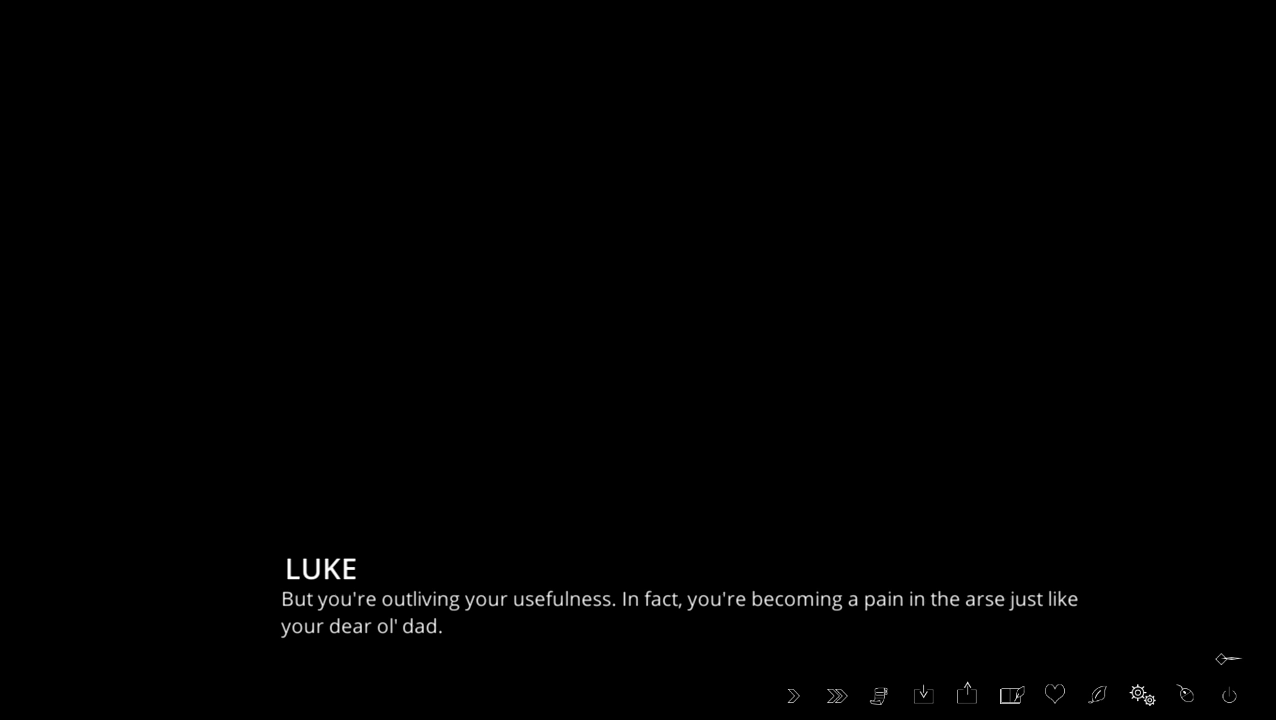 LUKE
But you're outliving your usefulness. In fact, you're becoming a pain in the arse just like
your dear ol' dad.